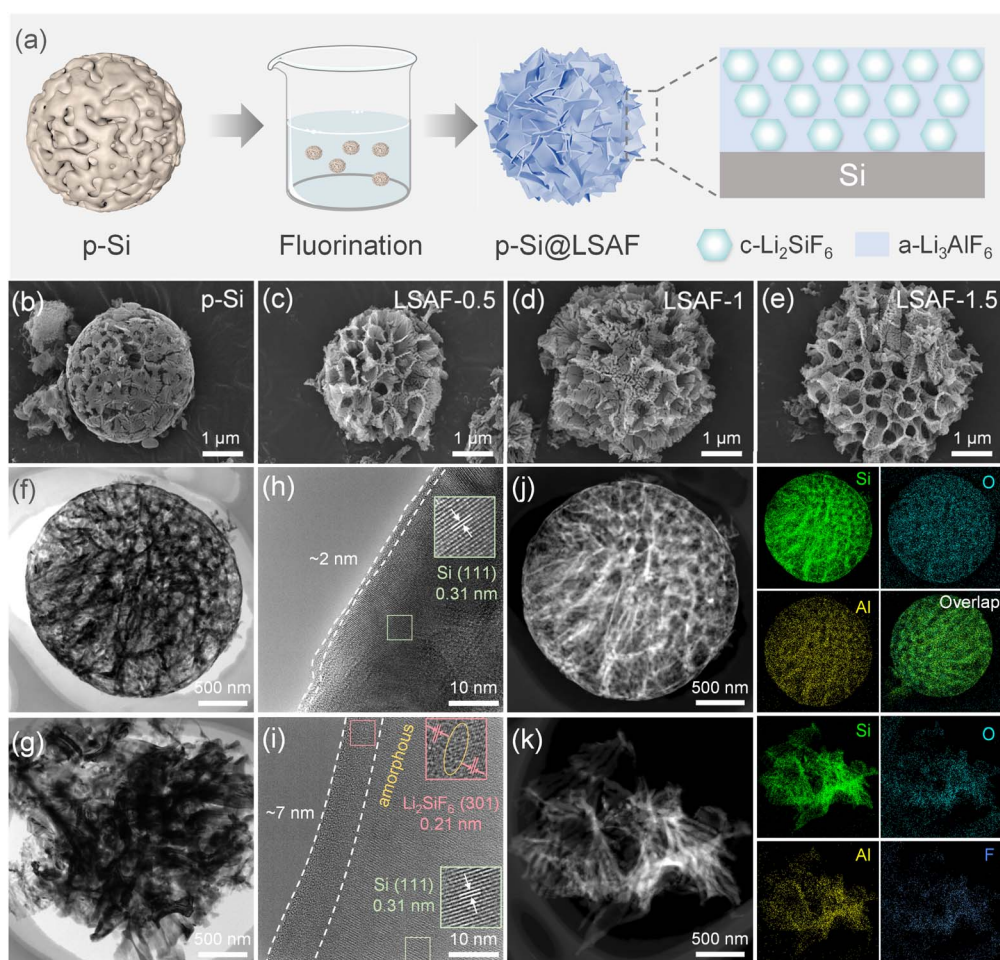 (a)
Si
p-Si
Fluorination
p-Si@LSAF
c-Li₂SiF₆
a-Li₃AlF₆
(b)
p-Si
1 µm
(c)
LSAF-0.5
1 µm
(d)
LSAF-1
1 µm
(e)
LSAF-1.5
1 µm
(f)
500 nm
(h)
~2 nm
Si (111)
0.31 nm
10 nm
(j)
500 nm
Si
O
Al
Overlap
(g)
500 nm
(i)
~7 nm
amorphous
Li₂SiF₆ (301)
0.21 nm
Si (111)
0.31 nm
10 nm
(k)
500 nm
Si
O
Al
F